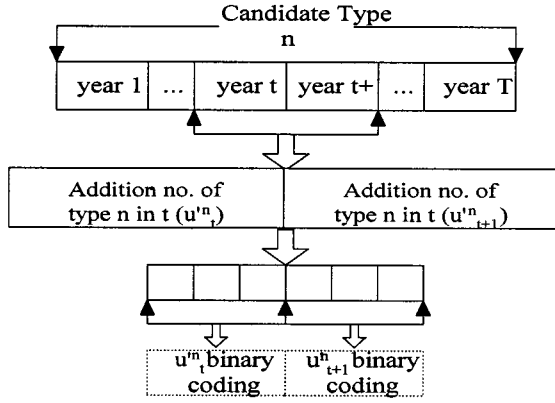 Candidate Type
n
year 1 ... year t year t+ ... year T
Addition no. of
type n in t (u'ⁿₜ)
Addition no. of
type n in t (u'ⁿₜ₊₁)
u'ⁿₜ binary
coding
uⁿₜ₊₁ binary
coding